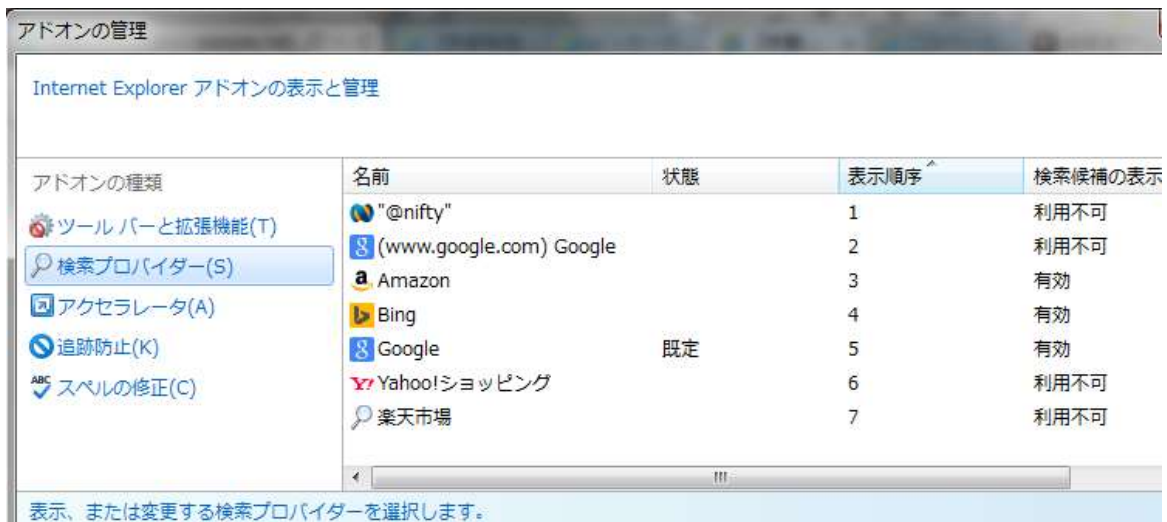 アドオンの管理
Internet Explorer アドオンの表示と管理
アドオンの種類
ツール バーと拡張機能(T)
検索プロバイダー(S)
アクセラレータ(A)
追跡防止(K)
ABC スペルの修正(C)
名前 状態 表示順序 検索候補の表示
"@nifty" 1 利用不可
(www.google.com) Google 2 利用不可
Amazon 3 有効
Bing 4 有効
Google 既定 5 有効
Yahoo!ショッピング 6 利用不可
楽天市場 7 利用不可
表示、または変更する検索プロバイダーを選択します。